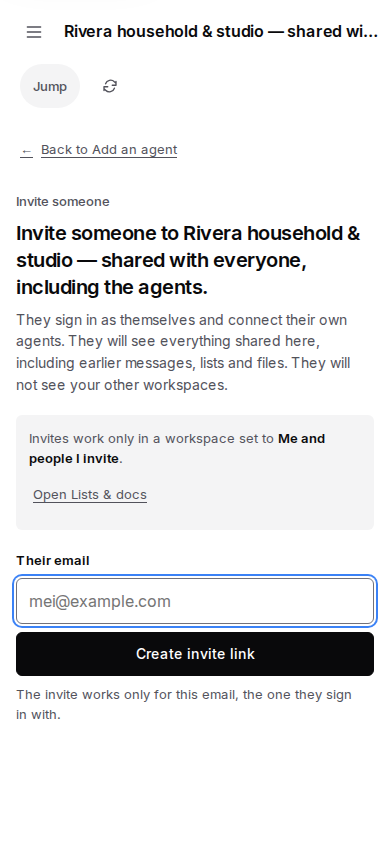 Rivera household & studio — shared wi...
Jump
← Back to Add an agent
Invite someone
Invite someone to Rivera household &
studio — shared with everyone,
including the agents.
They sign in as themselves and connect their own
agents. They will see everything shared here,
including earlier messages, lists and files. They will
not see your other workspaces.
Invites work only in a workspace set to Me and
people I invite.
Open Lists & docs
Their email
mei@example.com
Create invite link
The invite works only for this email, the one they sign
in with.